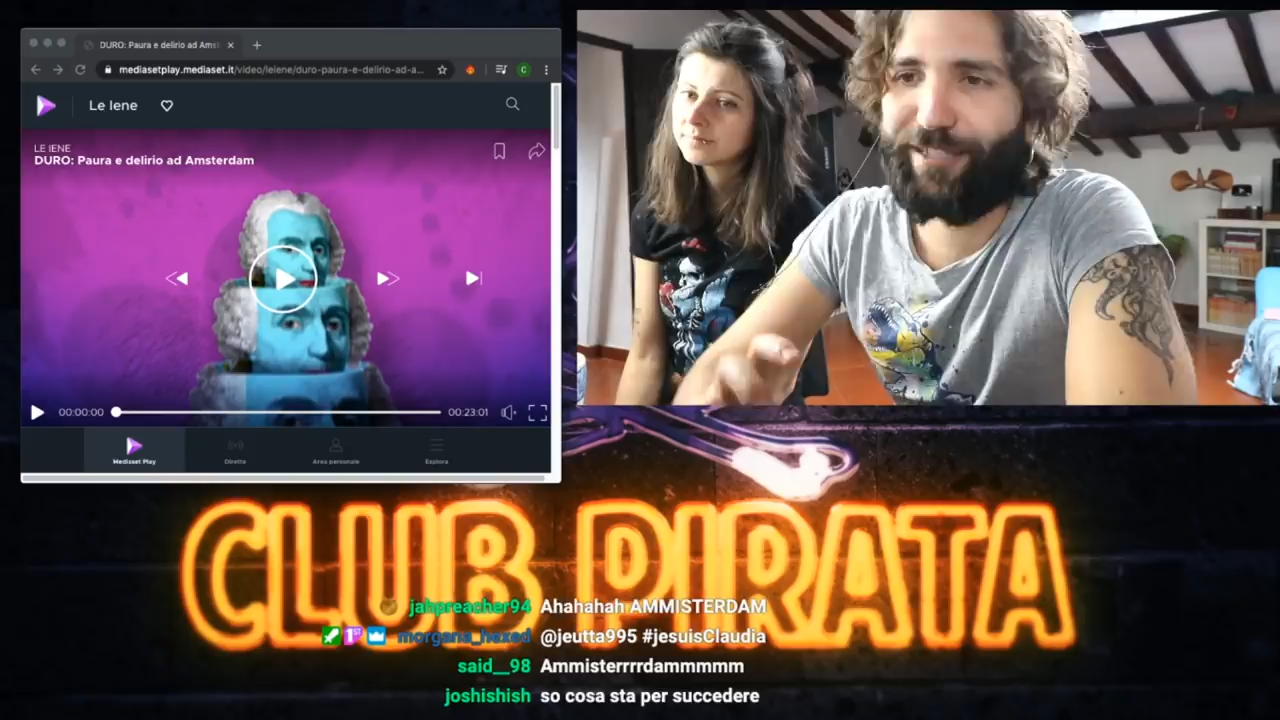 DURO: Paura e delirio ad Amst
mediasetplay.mediaset.it/video/leiene/duro-paura-e-delirio-ad-a...
C
Le Iene
LE IENE
DURO: Paura e delirio ad Amsterdam
00:00:00
00:23:01
Mediaset Play
Diretta
Area personale
Esplora
CLUB PIRATA
jahpreacher94 Ahahahah AMMISTERDAM
1ST morgana_hexed @jeutta995 #jesuisClaudia
said__98 Ammisterrrrdammmmm
joshishish so cosa sta per succedere